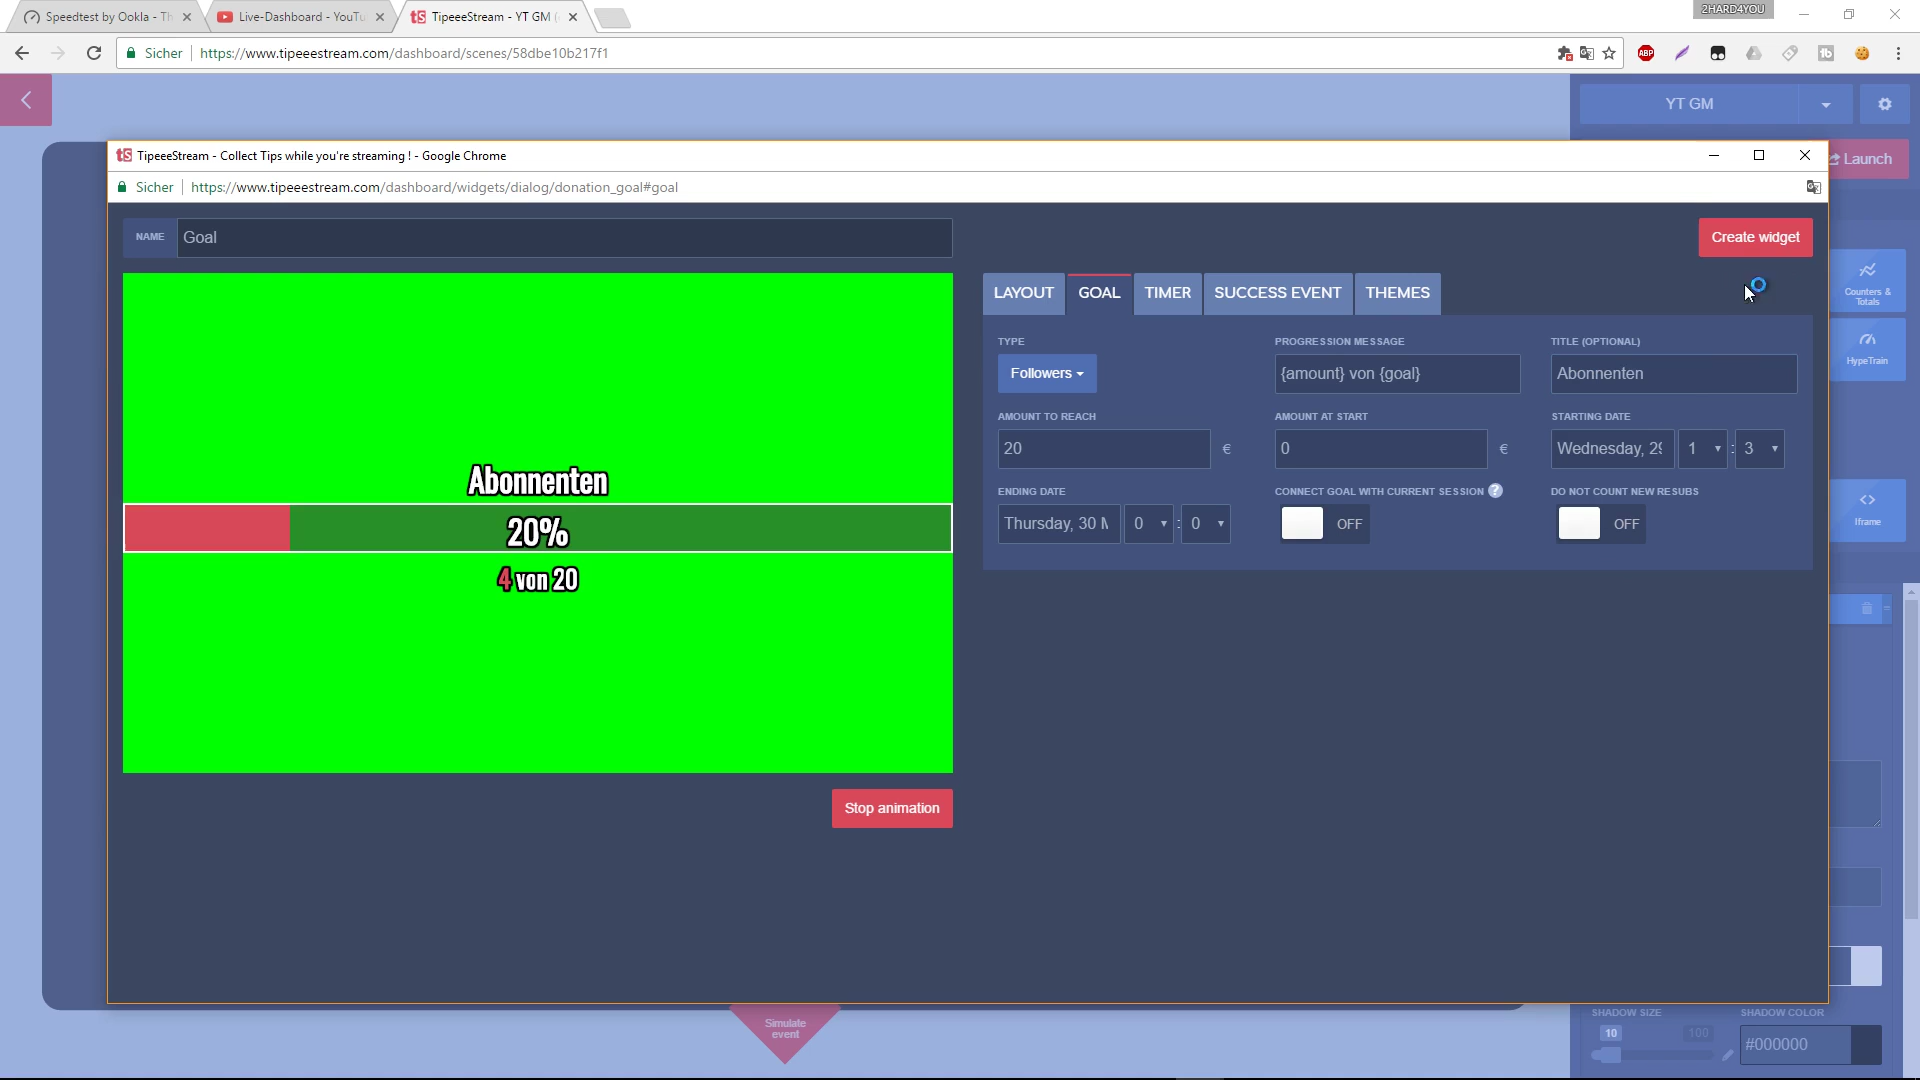 2HARD4YOU
Speedtest by Ookla - Th
Live-Dashboard - YouTu
TipeeeStream - YT GM (
Sicher
https://www.tipeeestream.com/dashboard/scenes/58dbe10b217f1
ABP
YT GM
Launch
TipeeeStream - Collect Tips while you're streaming ! - Google Chrome
Sicher
https://www.tipeeestream.com/dashboard/widgets/dialog/donation_goal#goal
NAME
Goal
Create widget
LAYOUT
GOAL
TIMER
SUCCESS EVENT
THEMES
TYPE
Followers
PROGRESSION MESSAGE
{amount} von {goal}
TITLE (OPTIONAL)
Abonnenten
AMOUNT TO REACH
20
€
AMOUNT AT START
0
€
STARTING DATE
Wednesday, 29
1
:
3
ENDING DATE
Thursday, 30
0
:
0
CONNECT GOAL WITH CURRENT SESSION ?
OFF
DO NOT COUNT NEW RESUBS
OFF
Abonnenten
20%
4 von 20
Stop animation
Counters &
Totals
HypeTrain
Iframe
Simulate
event
SHADOW SIZE
10
100
SHADOW COLOR
#000000